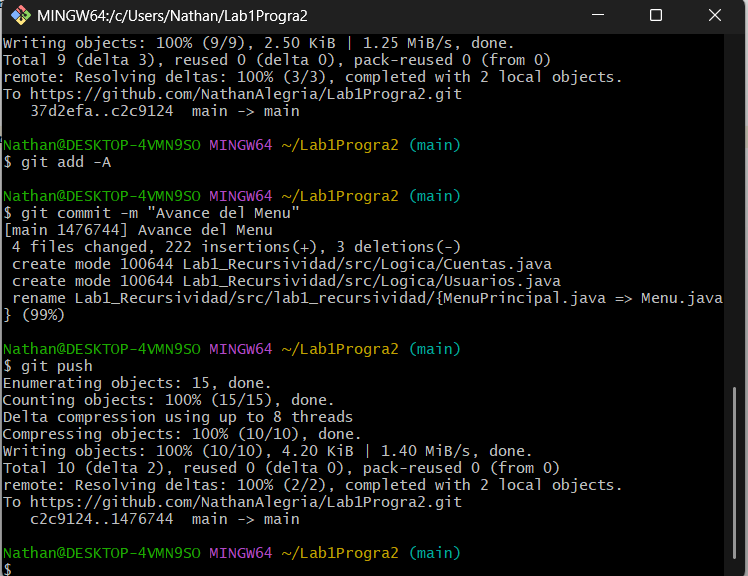 MINGW64:/c/Users/Nathan/Lab1Progra2
Writing objects: 100% (9/9), 2.50 KiB | 1.25 MiB/s, done.
Total 9 (delta 3), reused 0 (delta 0), pack-reused 0 (from 0)
remote: Resolving deltas: 100% (3/3), completed with 2 local objects.
To https://github.com/NathanAlegria/Lab1Progra2.git
   37d2efa..c2c9124  main -> main

Nathan@DESKTOP-4VMN9SO MINGW64 ~/Lab1Progra2 (main)
$ git add -A

Nathan@DESKTOP-4VMN9SO MINGW64 ~/Lab1Progra2 (main)
$ git commit -m "Avance del Menu"
[main 1476744] Avance del Menu
 4 files changed, 222 insertions(+), 3 deletions(-)
 create mode 100644 Lab1_Recursividad/src/Logica/Cuentas.java
 create mode 100644 Lab1_Recursividad/src/Logica/Usuarios.java
 rename Lab1_Recursividad/src/lab1_recursividad/{MenuPrincipal.java => Menu.java
} (99%)

Nathan@DESKTOP-4VMN9SO MINGW64 ~/Lab1Progra2 (main)
$ git push
Enumerating objects: 15, done.
Counting objects: 100% (15/15), done.
Delta compression using up to 8 threads
Compressing objects: 100% (10/10), done.
Writing objects: 100% (10/10), 4.20 KiB | 1.40 MiB/s, done.
Total 10 (delta 2), reused 0 (delta 0), pack-reused 0 (from 0)
remote: Resolving deltas: 100% (2/2), completed with 2 local objects.
To https://github.com/NathanAlegria/Lab1Progra2.git
   c2c9124..1476744  main -> main

Nathan@DESKTOP-4VMN9SO MINGW64 ~/Lab1Progra2 (main)
$